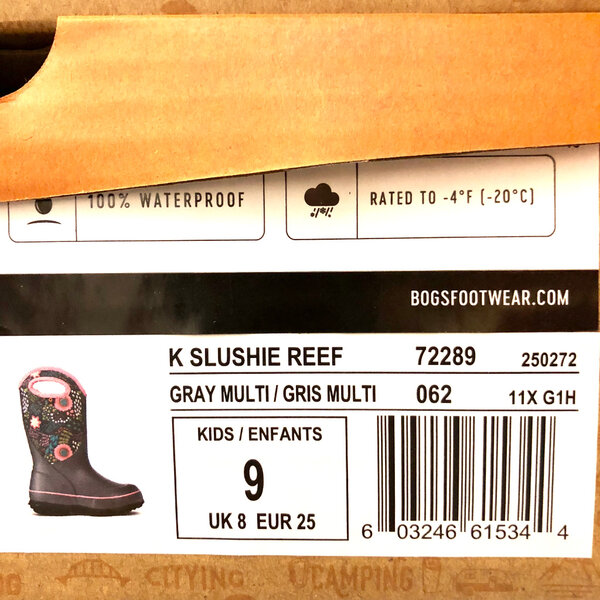 100% WATERPROOF
RATED TO -4°F (-20°C)
BOGSFOOTWEAR.COM
K SLUSHIE REEF 72289 250272
GRAY MULTI / GRIS MULTI 062 11X G1H
KIDS / ENFANTS
9
UK 8 EUR 25
6 03246 61534 4
CITYING CAMPING